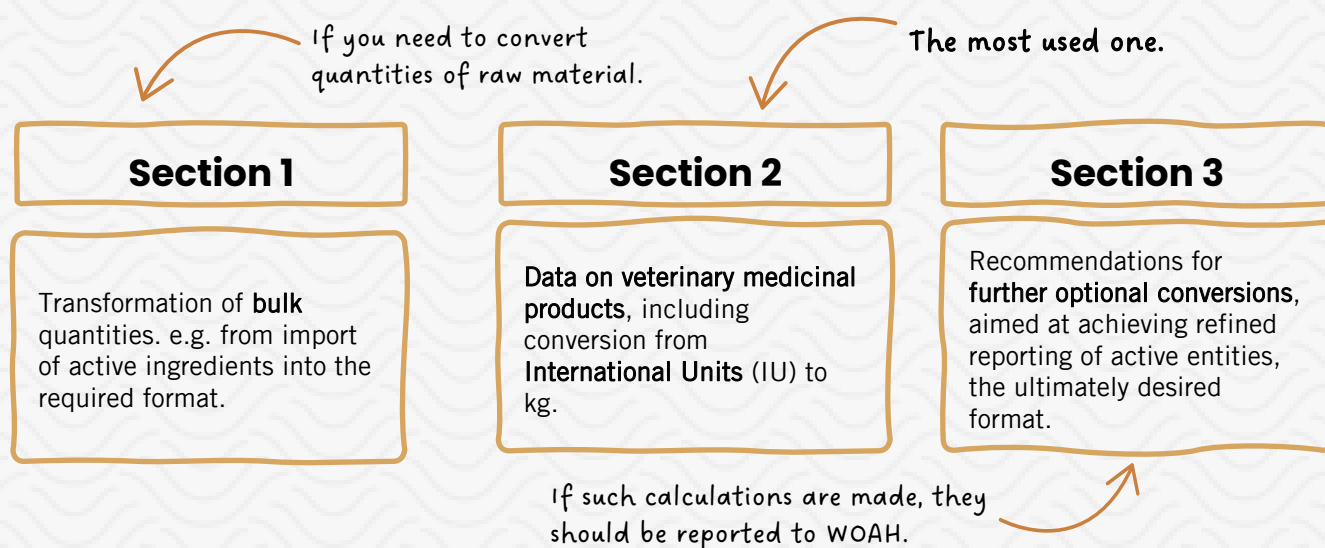 If you need to convert
quantities of raw material.
The most used one.
Section 1
Transformation of bulk
quantities. e.g. from import
of active ingredients into the
required format.
Section 2
Data on veterinary medicinal
products, including
conversion from
International Units (IU) to
kg.
Section 3
Recommendations for
further optional conversions,
aimed at achieving refined
reporting of active entities,
the ultimately desired
format.
If such calculations are made, they
should be reported to WOAH.